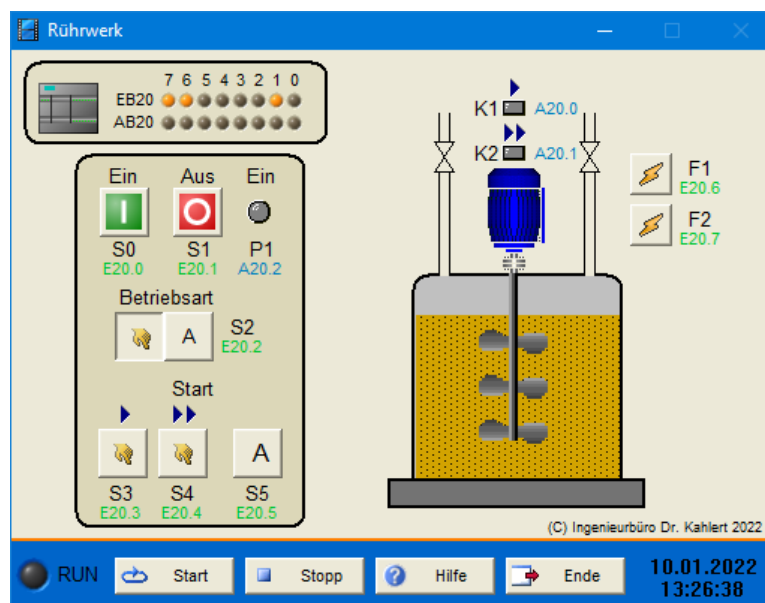 Rührwerk
7 6 5 4 3 2 1 0
EB20
AB20
K1 A20.0
K2 A20.1
F1
E20.6
F2
E20.7
Ein Aus Ein
S0 S1 P1
E20.0 E20.1 A20.2
Betriebsart
A S2
E20.2
Start
A
S3 S4 S5
E20.3 E20.4 E20.5
(C) Ingenieurbüro Dr. Kahlert 2022
RUN Start Stopp Hilfe Ende
10.01.2022
13:26:38